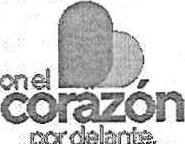 on el
corazón
por delante.